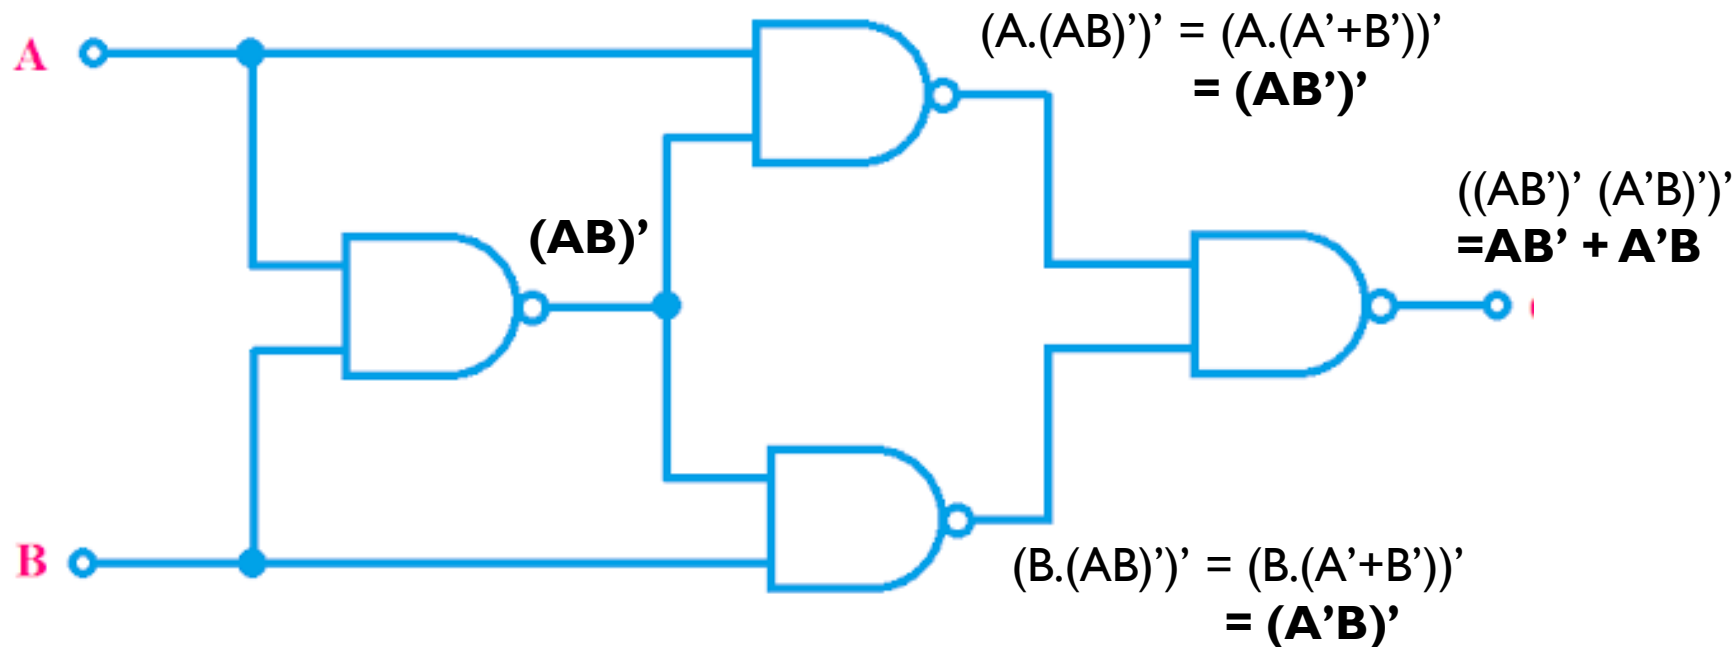 A
(A.(AB)’)’ = (A.(A’+B’))’
= (AB’)’
((AB’)’ (A’B)’)’
=AB’ + A’B
(AB)’
B
(B.(AB)’)’ = (B.(A’+B’))’
= (A’B)’